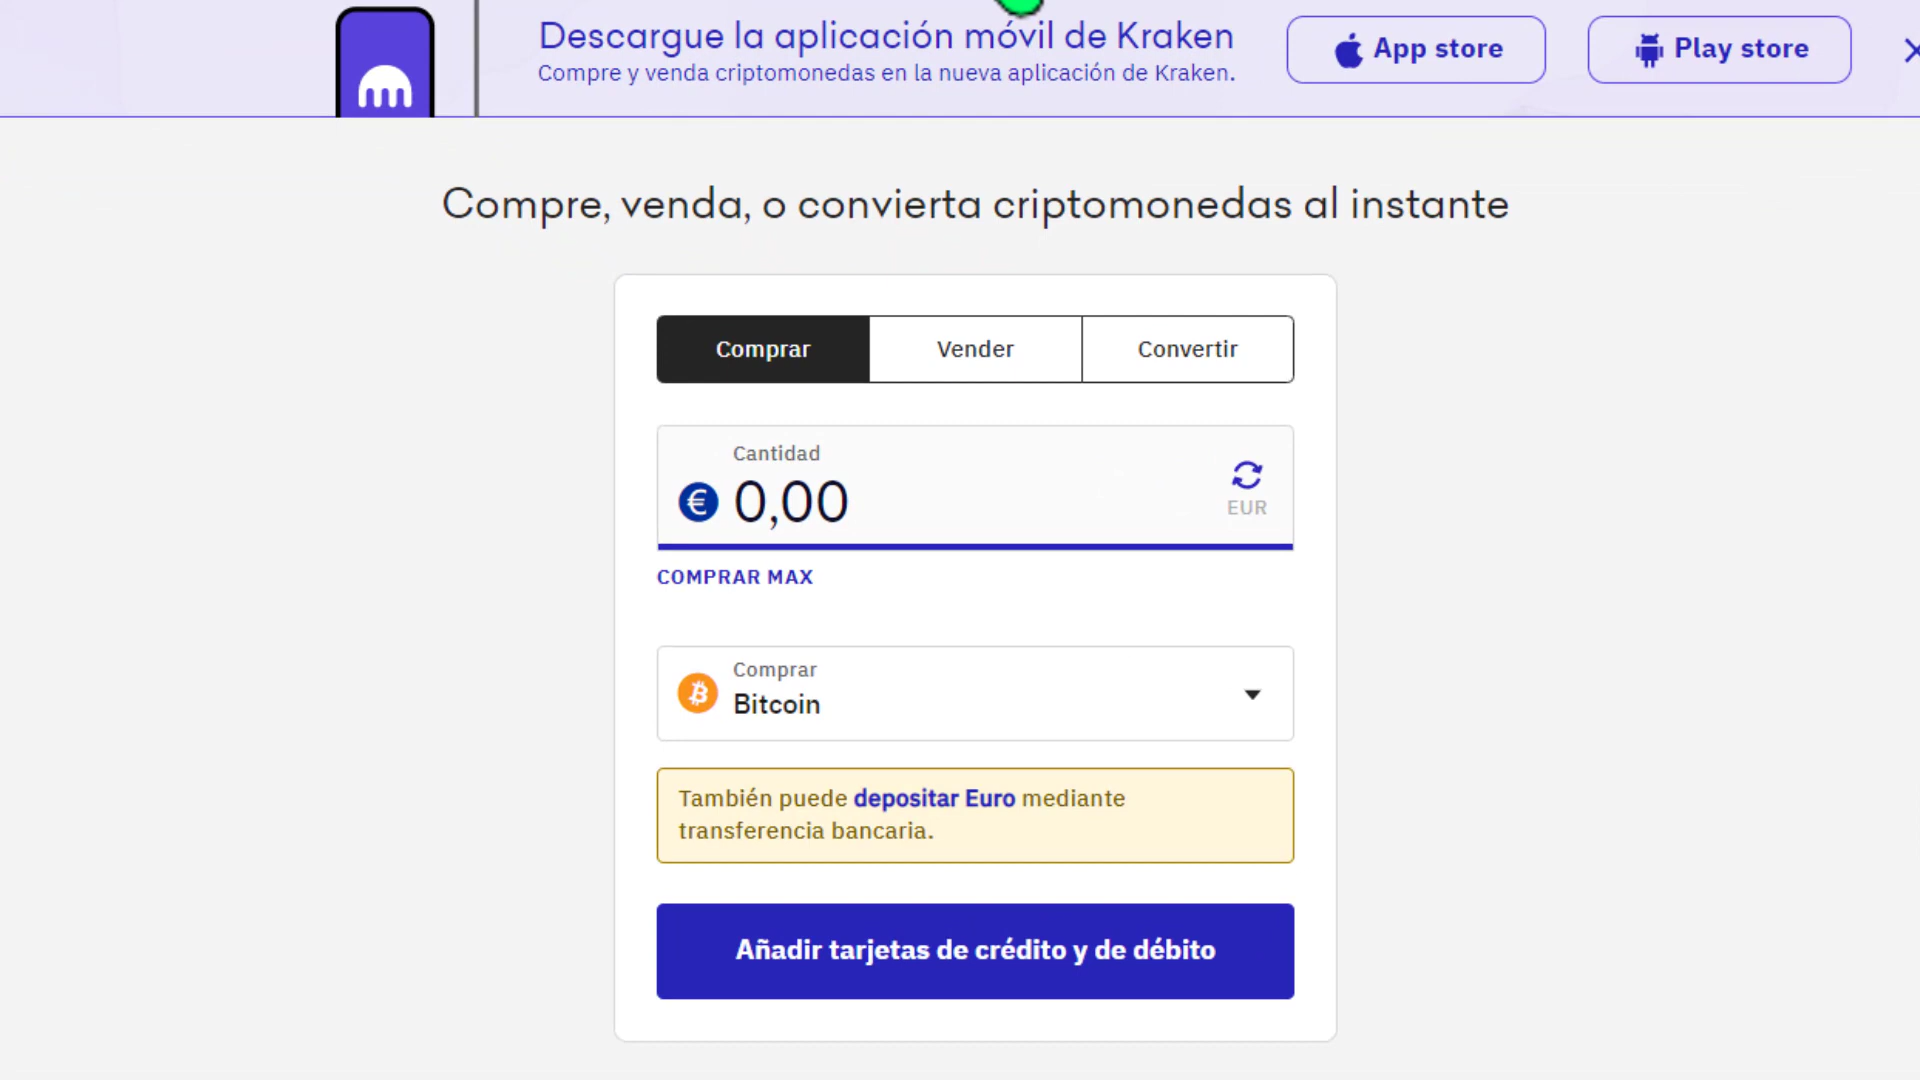 Descargue la aplicación móvil de Kraken
Compre y venda criptomonedas en la nueva aplicación de Kraken.
App store
Play store
Compre, venda, o convierta criptomonedas al instante
Comprar
Vender
Convertir
Cantidad
€ 0,00
EUR
COMPRAR MAX
Comprar
Bitcoin
También puede depositar Euro mediante
transferencia bancaria.
Añadir tarjetas de crédito y de débito